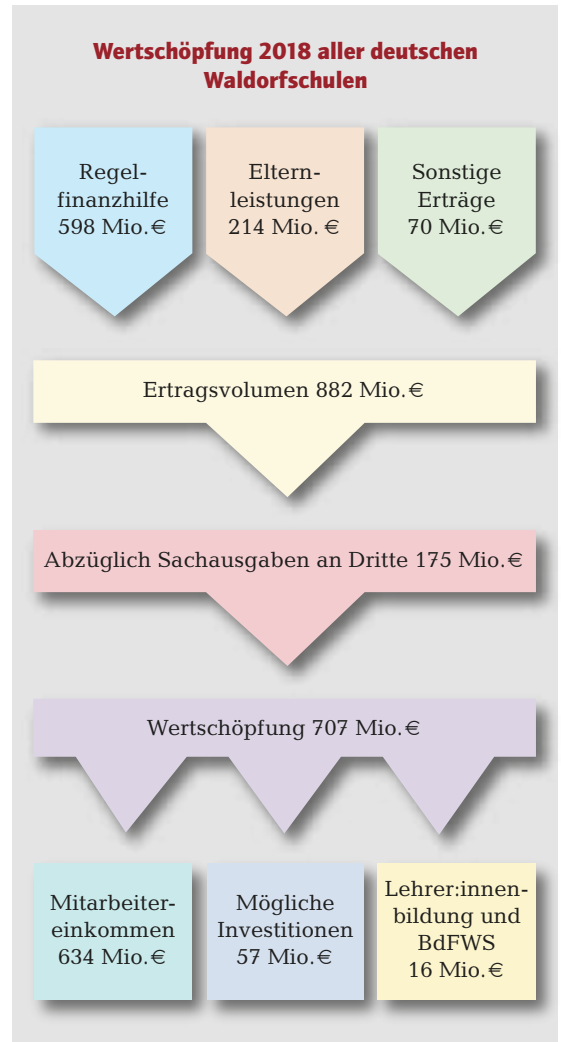 Wertschöpfung 2018 aller deutschen
Waldorfschulen
Regel-
finanzhilfe
598 Mio. €
Eltern-
leistungen
214 Mio. €
Sonstige
Erträge
70 Mio. €
Ertragsvolumen 882 Mio. €
Abzüglich Sachausgaben an Dritte 175 Mio. €
Wertschöpfung 707 Mio. €
Mitarbeiter-
einkommen
634 Mio. €
Mögliche
Investitionen
57 Mio. €
Lehrer:innen-
bildung und
BdFWS
16 Mio. €